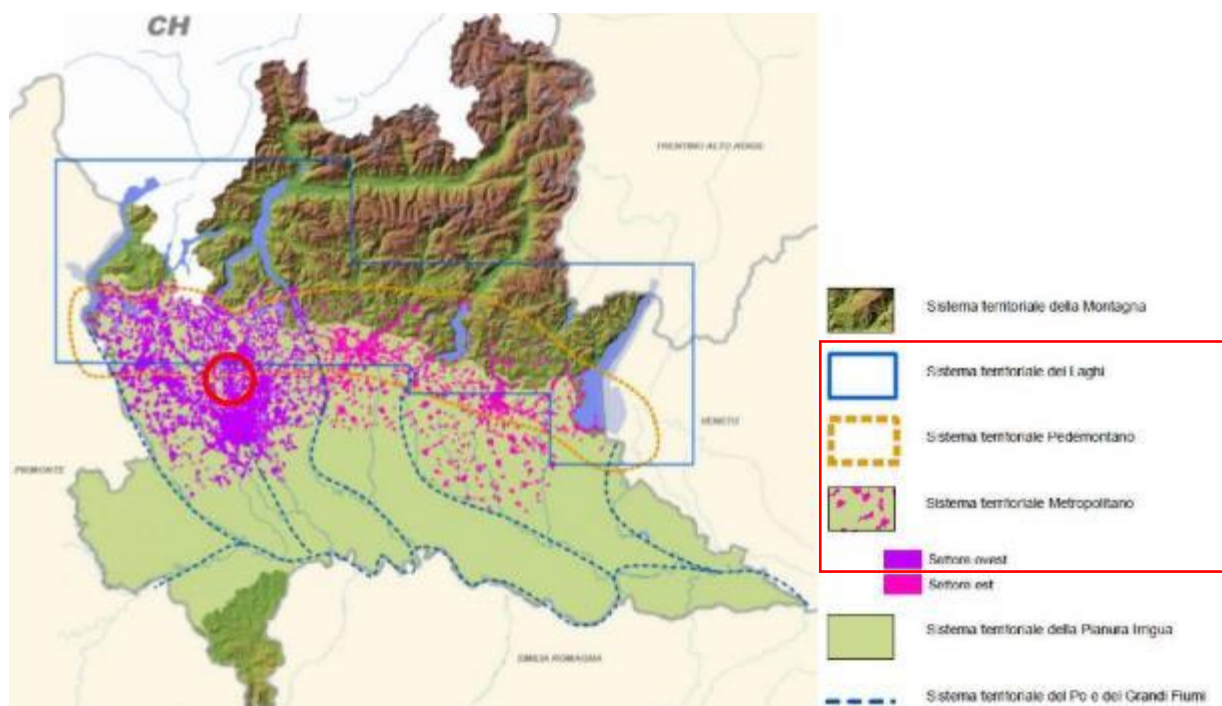 CH
TRENTINO ALTO ADIGE
VENETO
PIEMONTE
EMILIA ROMAGNA
Sistema territoriale della Montagna
Sistema territoriale dei Laghi
Sistema territoriale Pedemontano
Sistema territoriale Metropolitano
Settore ovest
Settore est
Sistema territoriale della Pianura Irrigua
Sistema territoriale del Po e dei Grandi Fiumi